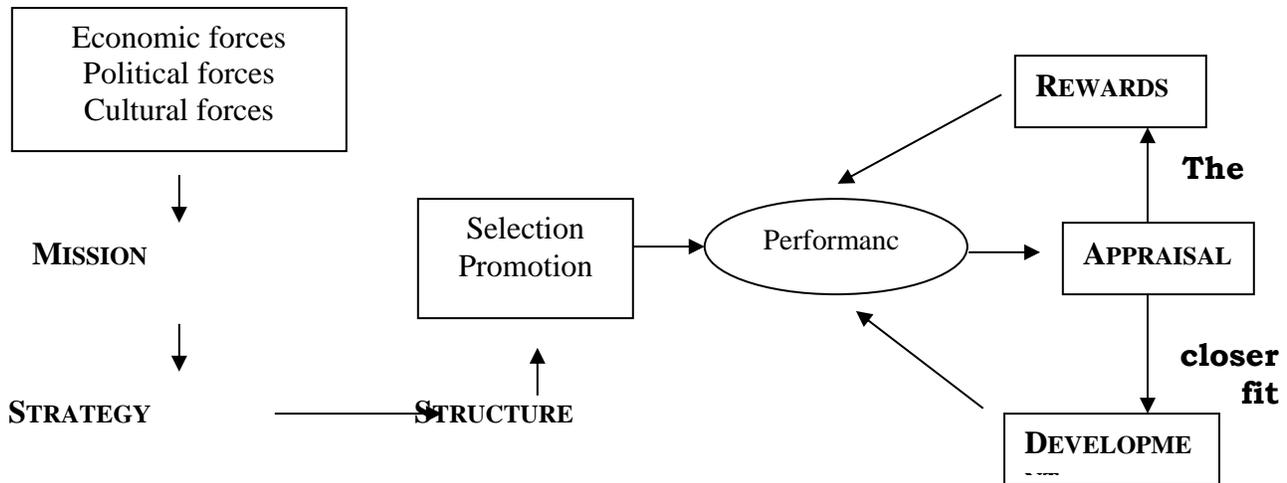 Economic forces
Political forces
Cultural forces
REWARDS
The
Selection
Promotion
Performanc
MISSION
APPRAISAL
closer
fit
STRATEGY
STRUCTURE
DEVELOPME